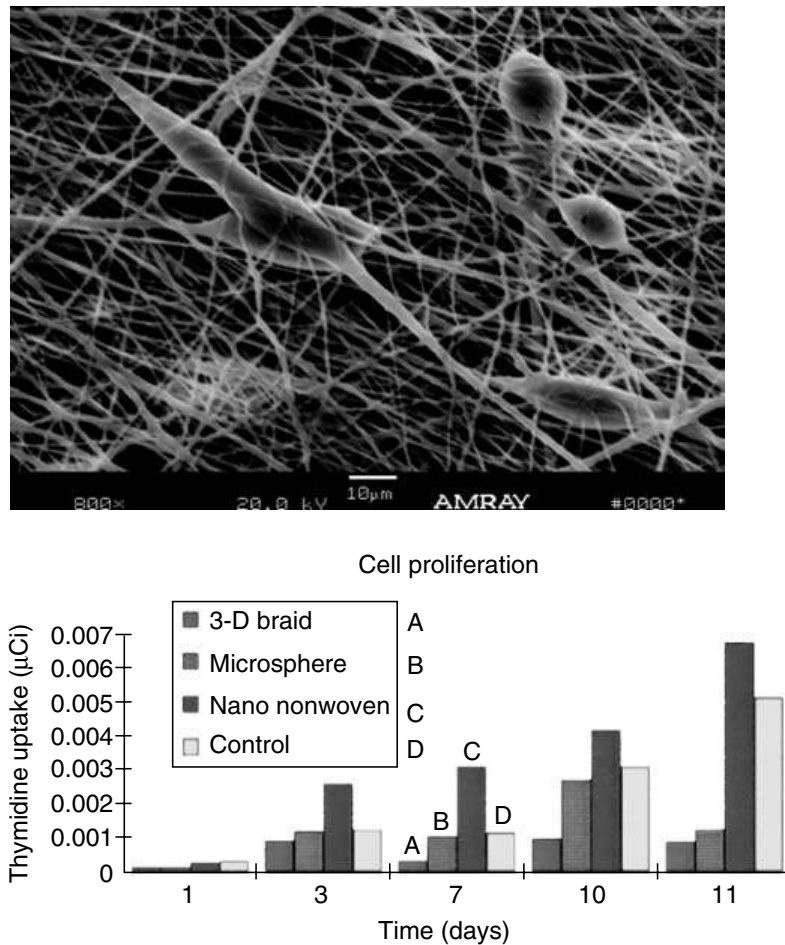 800× 20.0 kV 10µm AMRAY #0000*
Cell proliferation
Thymidine uptake (µCi)
0.007
0.006
0.005
0.004
0.003
0.002
0.001
0
3-D braid A
Microsphere B
Nano nonwoven C
Control D
A B C D
1 3 7 10 11
Time (days)